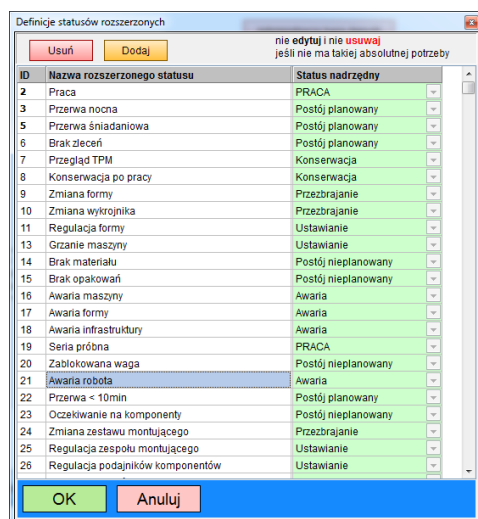 Definicje statusów rozszerzonych
Usuń Dodaj
nie edytuj i nie usuwaj
jeśli nie ma takiej absolutnej potrzeby
ID Nazwa rozszerzonego statusu Status nadrzędny
2 Praca PRACA
3 Przerwa nocna Postój planowany
5 Przerwa śniadaniowa Postój planowany
6 Brak zleceń Postój planowany
7 Przegląd TPM Konserwacja
8 Konserwacja po pracy Konserwacja
9 Zmiana formy Przezbrajanie
10 Zmiana wykrojnika Przezbrajanie
11 Regulacja formy Ustawianie
13 Grzanie maszyny Ustawianie
14 Brak materiału Postój nieplanowany
15 Brak opakowań Postój nieplanowany
16 Awaria maszyny Awaria
17 Awaria formy Awaria
18 Awaria infrastruktury Awaria
19 Seria próbna PRACA
20 Zablokowana waga Postój nieplanowany
21 Awaria robota Awaria
22 Przerwa < 10min Postój planowany
23 Oczekiwanie na komponenty Postój nieplanowany
24 Zmiana zestawu montującego Przezbrajanie
25 Regulacja zespołu montującego Ustawianie
26 Regulacja podajników komponentów Ustawianie
OK Anuluj